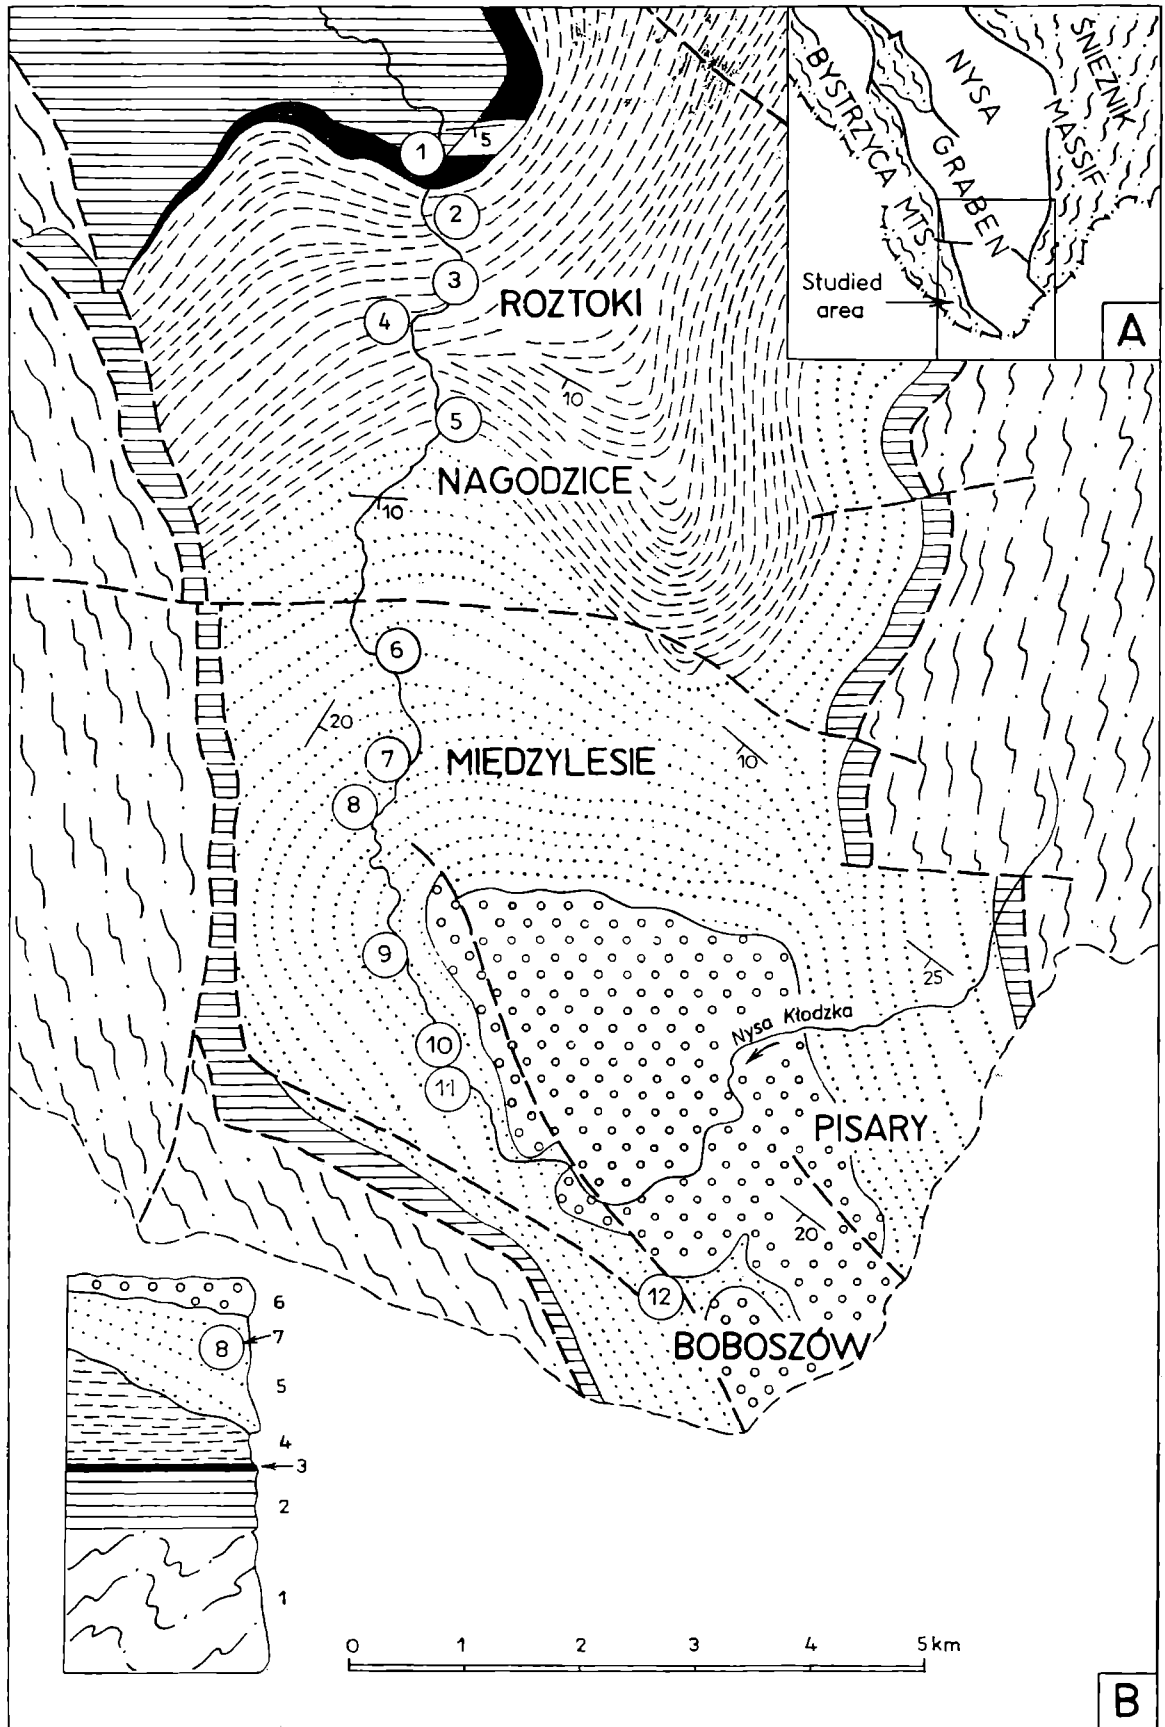 BYSTRZYCA MTS
NYSA GRABEN
ŚNIEŻNIK MASSIF
Studied
area
A
5
1
2
3
4
ROZTOKI
10
5
NAGODZICE
10
6
20
7
MIĘDZYLESIE
10
8
9
25
Nysa Kłodzka
10
11
PISARY
20
12
BOBOSZÓW
6
8
7
5
4
3
2
1
0 1 2 3 4 5 km
B